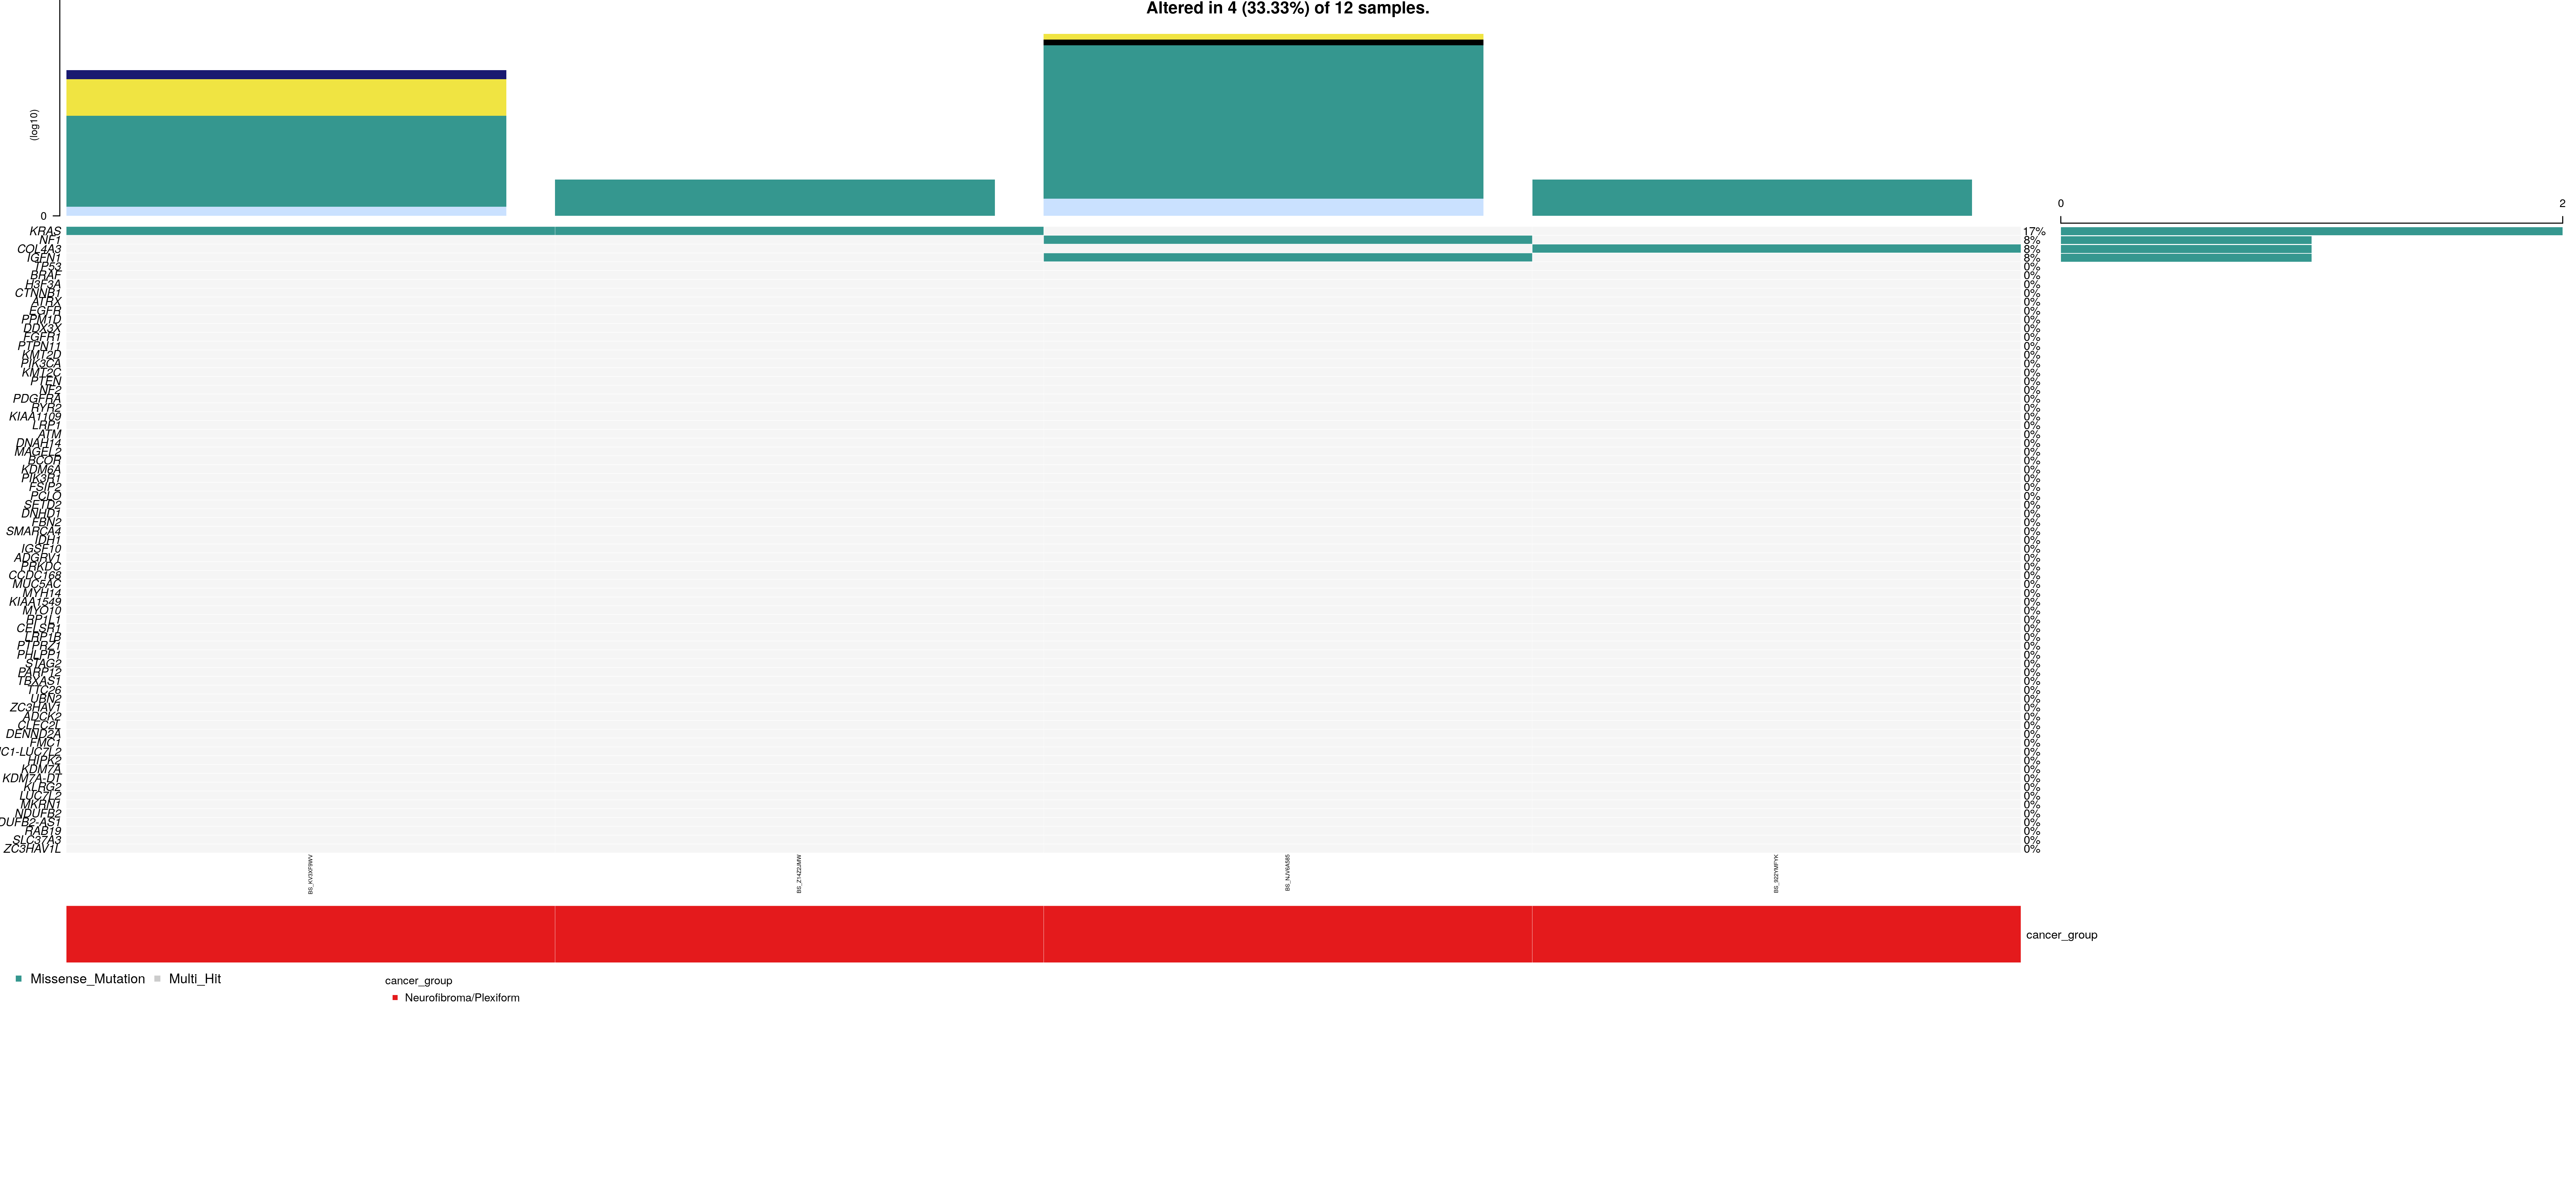 Altered in 4 (33.33%) of 12 samples.
(log10)
0
0 2
KRAS 17%
NF1 8%
COL4A3 8%
IGFN1 8%
TP53 0%
BRAF 0%
H3F3A 0%
CTNNB1 0%
ATRX 0%
EGFR 0%
PPM1D 0%
DDX3X 0%
FGFR1 0%
PTPN11 0%
KMT2D 0%
PIK3CA 0%
KMT2C 0%
PTEN 0%
NF2 0%
PDGFRA 0%
RYR2 0%
KIAA1109 0%
LRP1 0%
ATM 0%
DNAH14 0%
MAGEL2 0%
BCOR 0%
KDM6A 0%
PIK3R1 0%
FSIP2 0%
PCLO 0%
SETD2 0%
DNHD1 0%
FBN2 0%
SMARCA4 0%
IDH1 0%
IGSF10 0%
ADGRV1 0%
PRKDC 0%
CCDC168 0%
MUC5AC 0%
MYH14 0%
KIAA1549 0%
MYO10 0%
RP1L1 0%
CELSR1 0%
LRP1B 0%
PTPRZ1 0%
PHLPP1 0%
STAG2 0%
PARP12 0%
TBXAS1 0%
TTC26 0%
UBN2 0%
ZC3HAV1 0%
ADCK2 0%
CLEC2L 0%
DENND2A 0%
FMC1 0%
C1-LUC7L2 0%
HIPK2 0%
KDM7A 0%
KDM7A-DT 0%
KLRG2 0%
LUC7L2 0%
MKRN1 0%
NDUFB2 0%
DUFB2-AS1 0%
RAB19 0%
SLC37A3 0%
ZC3HAV1L 0%
cancer_group
Missense_Mutation Multi_Hit
cancer_group
Neurofibroma/Plexiform